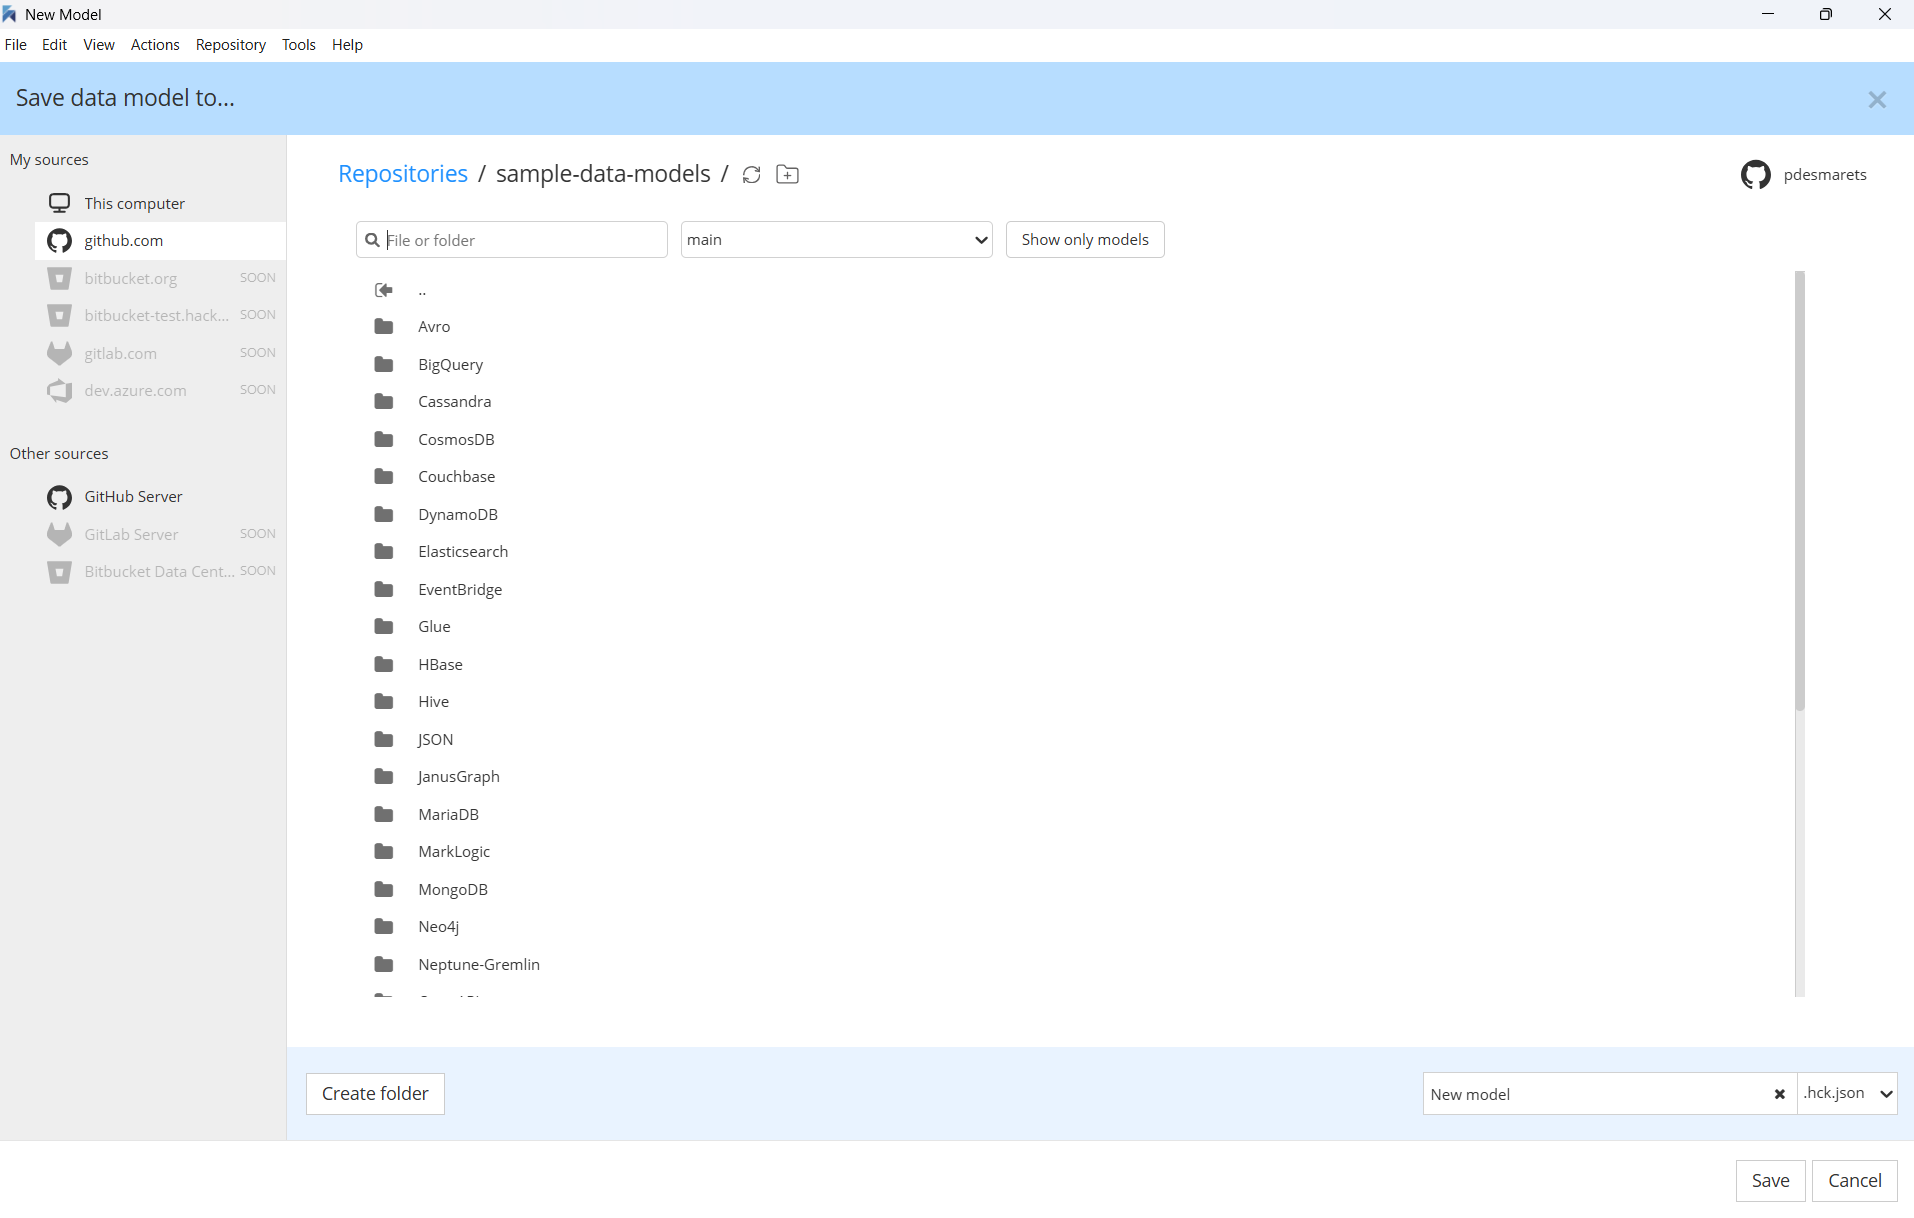 New Model
File Edit View Actions Repository Tools Help
Save data model to...
My sources
This computer
github.com
bitbucket.org SOON
bitbucket-test.hack... SOON
gitlab.com SOON
dev.azure.com SOON
Other sources
GitHub Server
GitLab Server SOON
Bitbucket Data Cent... SOON
Repositories / sample-data-models /
pdesmarets
File or folder
main
Show only models
..
Avro
BigQuery
Cassandra
CosmosDB
Couchbase
DynamoDB
Elasticsearch
EventBridge
Glue
HBase
Hive
JSON
JanusGraph
MariaDB
MarkLogic
MongoDB
Neo4j
Neptune-Gremlin
Create folder
New model
.hck.json
Save
Cancel